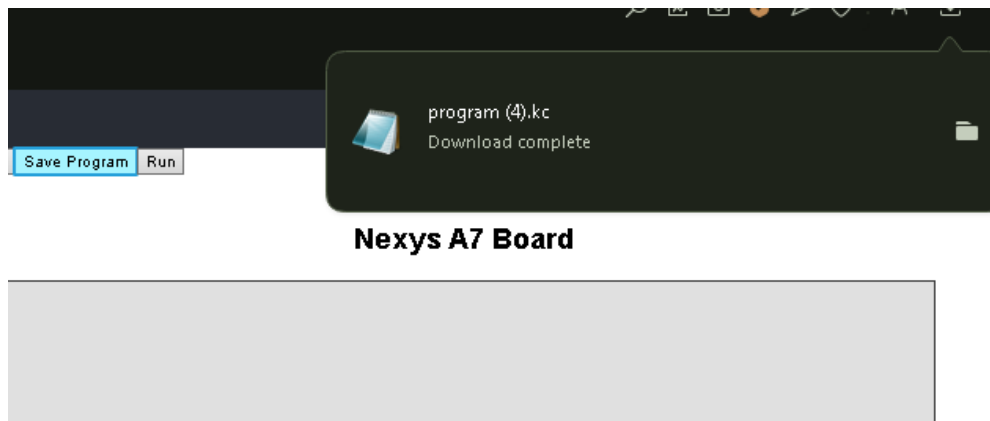 program (4).kc
Download complete
Save Program Run
Nexys A7 Board